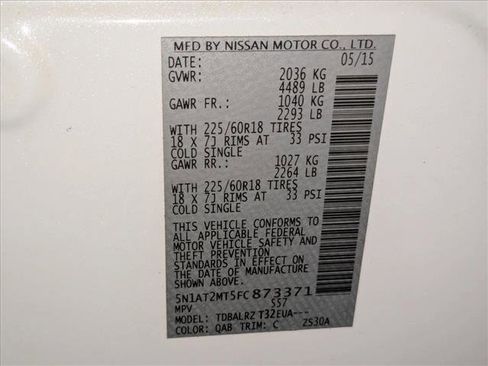 MFD BY NISSAN MOTOR CO., LTD.
DATE: 05/15
GVWR: 2036 KG
4489 LB
GAWR FR.: 1040 KG
2293 LB
WITH 225/60R18 TIRES
18 X 7J RIMS AT 33 PSI
COLD SINGLE
GAWR RR.: 1027 KG
2264 LB
WITH 225/60R18 TIRES
18 X 7J RIMS AT 33 PSI
COLD SINGLE
THIS VEHICLE CONFORMS TO
ALL APPLICABLE FEDERAL
MOTOR VEHICLE SAFETY AND
THEFT PREVENTION
STANDARDS IN EFFECT ON
THE DATE OF MANUFACTURE
SHOWN ABOVE.
5N1AT2MT5FC873371
MPV S57
MODEL: TDBALRZ T32EUA---
COLOR: QAB TRIM: C ZS30A